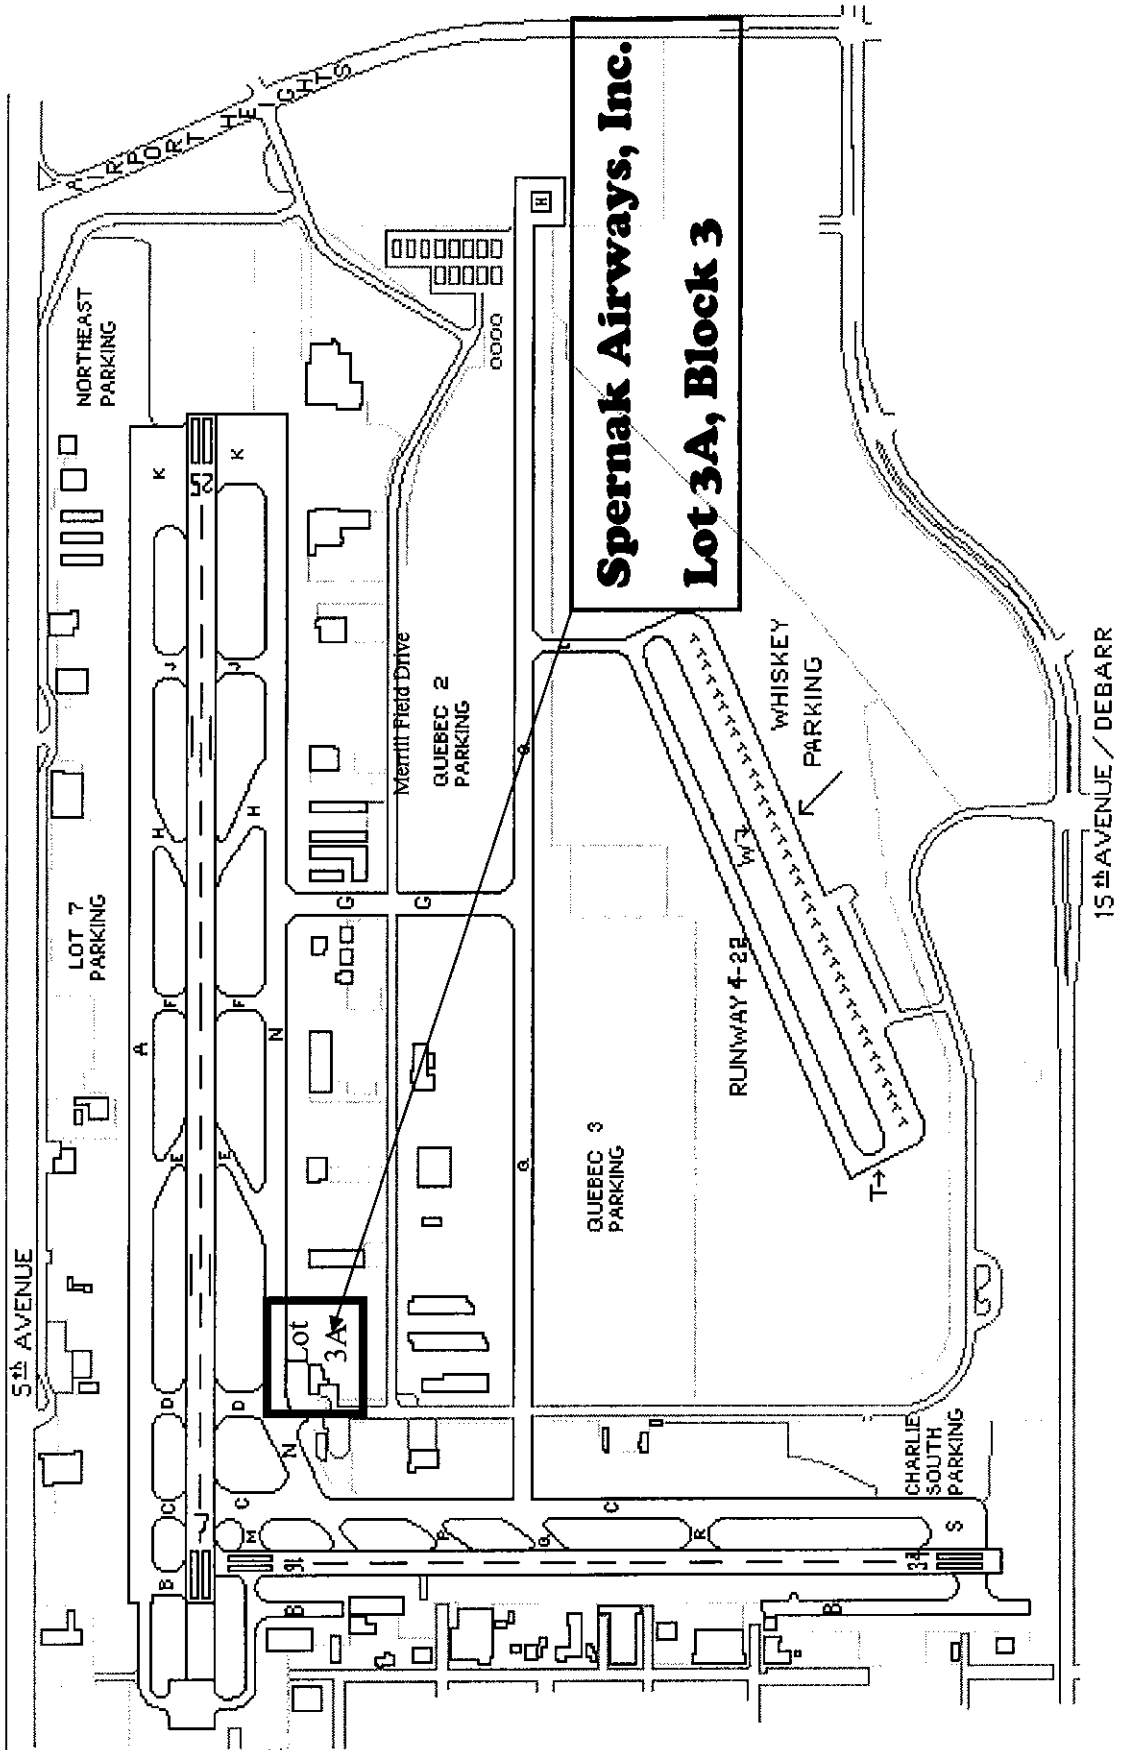 5th AVENUE
AIRPORT HEIGHTS
NORTHEAST
PARKING
LOT 7
PARKING
A
K
K
25
J
J
H
H
F
F
E
E
D
D
C
C
B
7
N
N
M
G
G
Merrill Field Drive
QUEBEC 2
PARKING
H
Lot
3A
Spernak Airways, Inc.
Lot 3A, Block 3
L
Q
Q
QUEBEC 3
PARKING
RUNWAY 4-22
W→
WHISKEY
PARKING
T→
CHARLIE
SOUTH
PARKING
16
P
Q
C
R
34
S
B
B
15th AVENUE / DEBARR